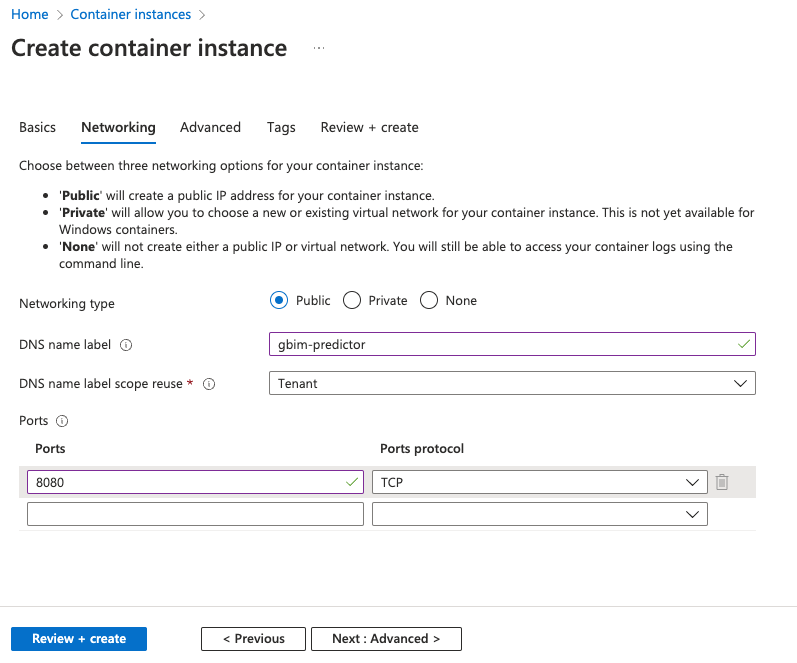 Home > Container instances >
Create container instance ...
Basics Networking Advanced Tags Review + create
Choose between three networking options for your container instance:
• 'Public' will create a public IP address for your container instance.
• 'Private' will allow you to choose a new or existing virtual network for your container instance. This is not yet available for
Windows containers.
• 'None' will not create either a public IP or virtual network. You will still be able to access your container logs using the
command line.
Networking type Public Private None
DNS name label gbim-predictor
DNS name label scope reuse * Tenant
Ports
Ports Ports protocol
8080 TCP
Review + create < Previous Next : Advanced >